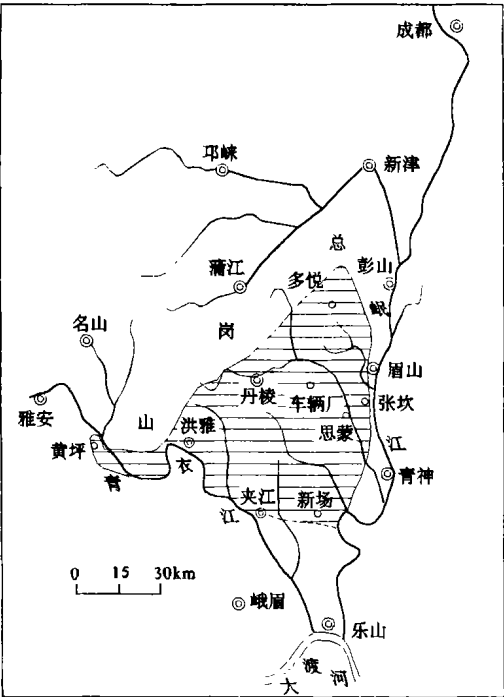 成都
邛崃
新津
总
彭山
蒲江
多悦
岷
名山
岗
眉山
丹棱
车辆厂
张坎
雅安
山
洪雅
思蒙
江
黄坪
青
衣
青神
夹江
新场
江
0 15 30km
峨眉
乐山
大
渡
河